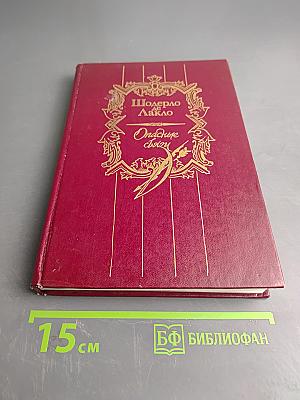 Шодерло
де
Лакло
Опасные
связи
15 см
БФ БИБЛИОФАН